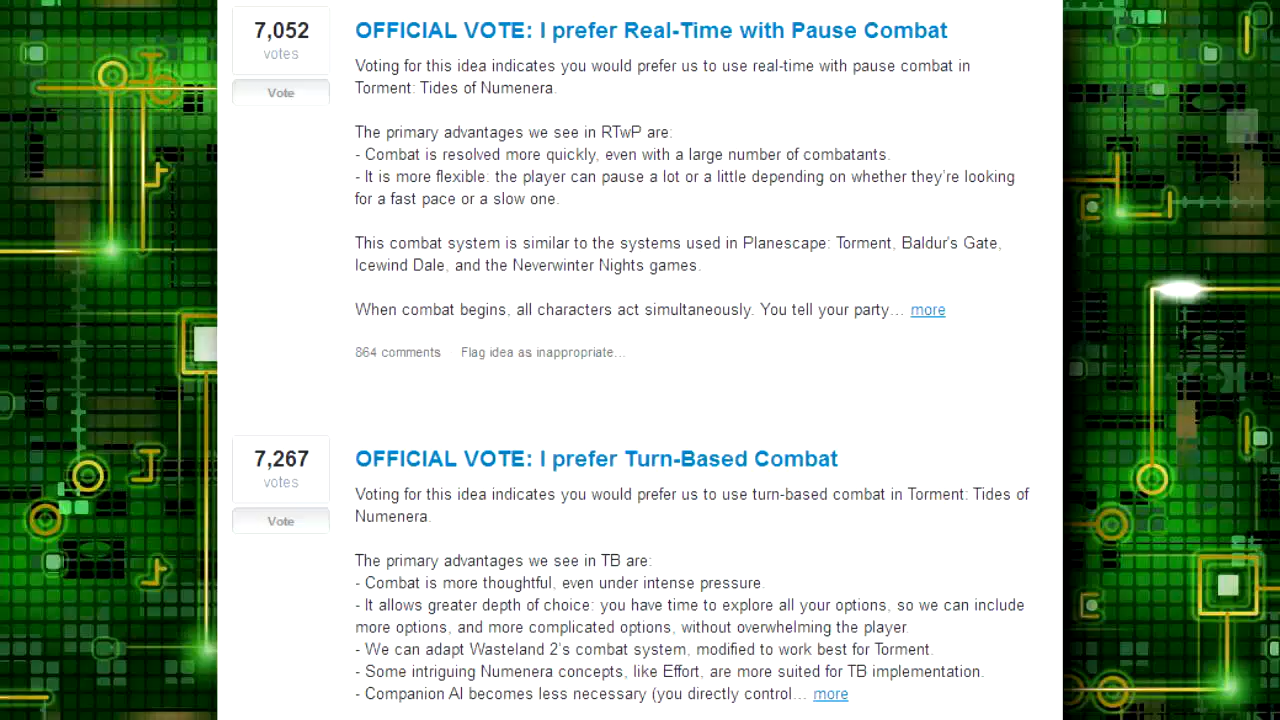 7,052
votes
Vote
OFFICIAL VOTE: I prefer Real-Time with Pause Combat
Voting for this idea indicates you would prefer us to use real-time with pause combat in
Torment: Tides of Numenera.
The primary advantages we see in RTwP are:
- Combat is resolved more quickly, even with a large number of combatants.
- It is more flexible: the player can pause a lot or a little depending on whether they're looking
for a fast pace or a slow one.
This combat system is similar to the systems used in Planescape: Torment, Baldur's Gate,
Icewind Dale, and the Neverwinter Nights games.
When combat begins, all characters act simultaneously. You tell your party… more
864 comments · Flag idea as inappropriate…
7,267
votes
Vote
OFFICIAL VOTE: I prefer Turn-Based Combat
Voting for this idea indicates you would prefer us to use turn-based combat in Torment: Tides of
Numenera.
The primary advantages we see in TB are:
- Combat is more thoughtful, even under intense pressure.
- It allows greater depth of choice: you have time to explore all your options, so we can include
more options, and more complicated options, without overwhelming the player.
- We can adapt Wasteland 2's combat system, modified to work best for Torment.
- Some intriguing Numenera concepts, like Effort, are more suited for TB implementation.
- Companion AI becomes less necessary (you directly control… more